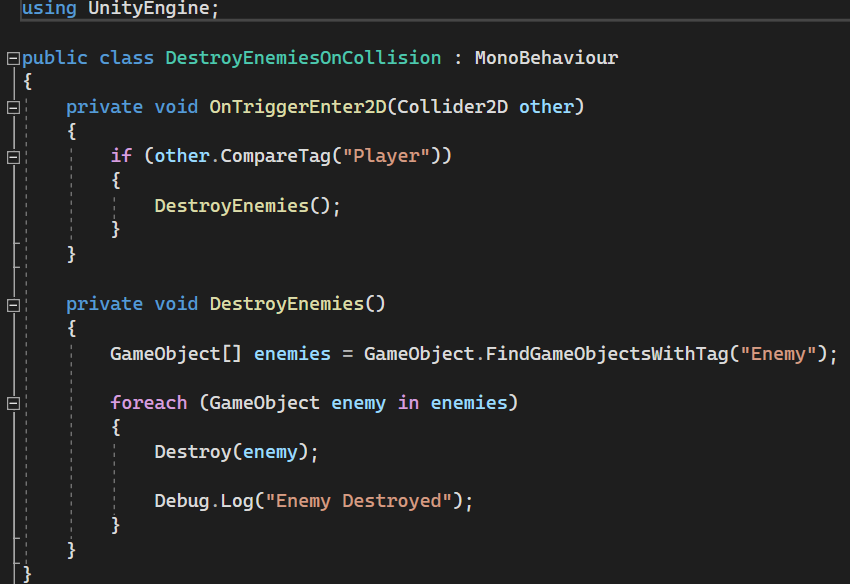 using UnityEngine;
public class DestroyEnemiesOnCollision : MonoBehaviour
{
private void OnTriggerEnter2D(Collider2D other)
{
if (other.CompareTag("Player"))
{
DestroyEnemies();
}
}
private void DestroyEnemies()
{
GameObject[] enemies = GameObject.FindGameObjectsWithTag("Enemy");
foreach (GameObject enemy in enemies)
{
Destroy(enemy);
Debug.Log("Enemy Destroyed");
}
}
}